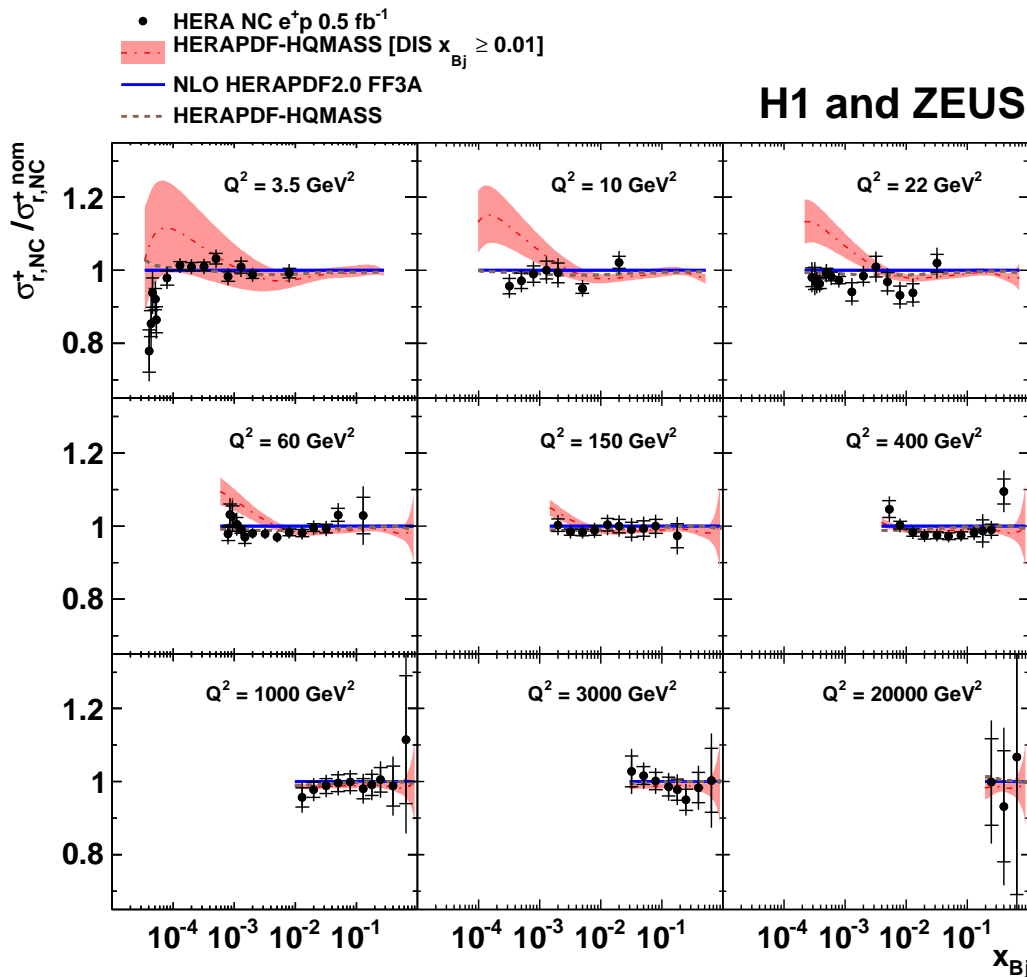 HERA NC e⁺p 0.5 fb⁻¹
HERAPDF-HQMASS [DIS x_Bj ≥ 0.01]
NLO HERAPDF2.0 FF3A
HERAPDF-HQMASS
H1 and ZEUS
σ⁺_r,NC /σ⁺ nom_r,NC
Q² = 3.5 GeV²
Q² = 10 GeV²
Q² = 22 GeV²
1.2
1
0.8
Q² = 60 GeV²
Q² = 150 GeV²
Q² = 400 GeV²
1.2
1
0.8
Q² = 1000 GeV²
Q² = 3000 GeV²
Q² = 20000 GeV²
1.2
1
0.8
10⁻⁴ 10⁻³ 10⁻² 10⁻¹ 10⁻⁴ 10⁻³ 10⁻² 10⁻¹ 10⁻⁴ 10⁻³ 10⁻² 10⁻¹
x_Bj